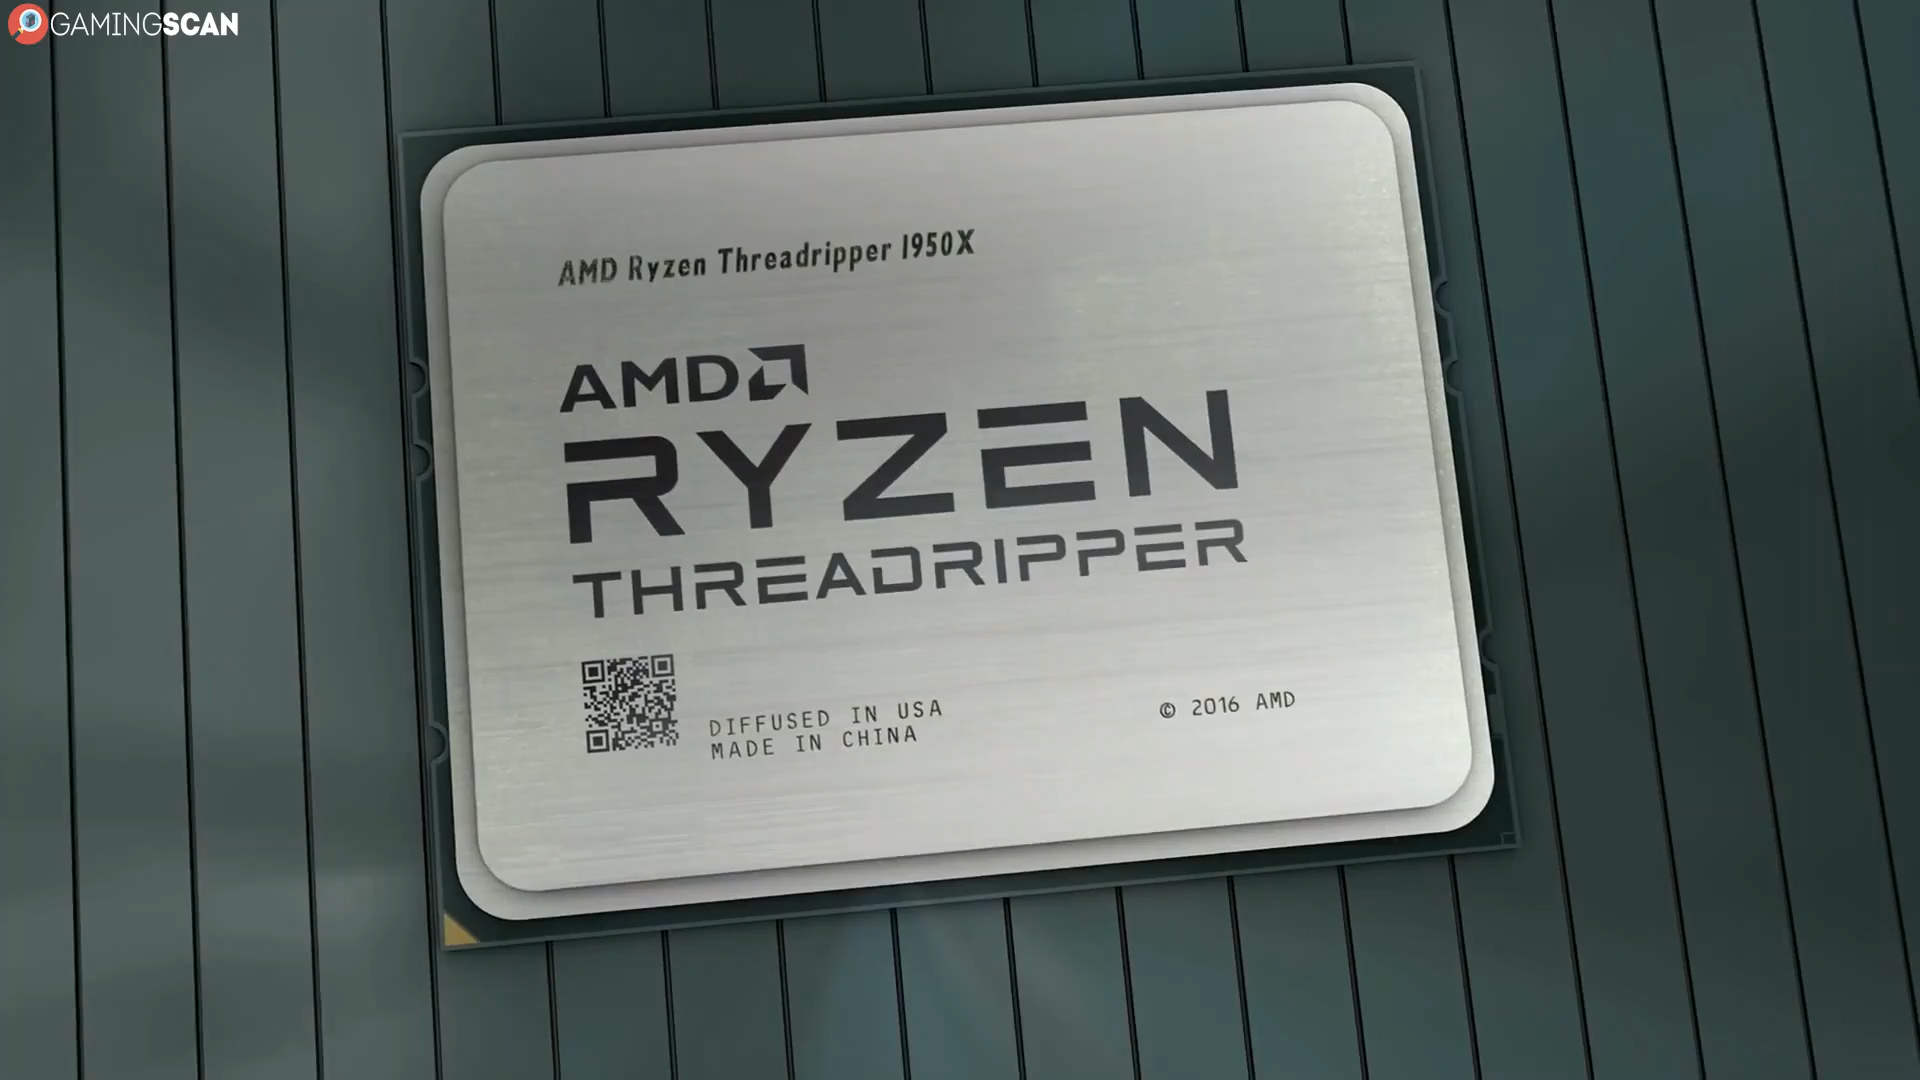 GAMINGSCAN
AMD Ryzen Threadripper 1950X
AMD
RYZEN
THREADRIPPER
DIFFUSED IN USA
MADE IN CHINA
© 2016 AMD